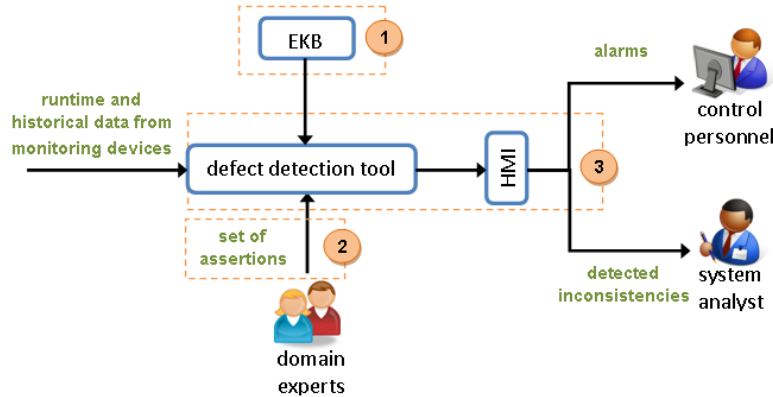 EKB
1
alarms
runtime and
historical data from
monitoring devices
control
personnel
defect detection tool
HMI
3
set of
assertions
2
detected
inconsistencies
system
analyst
domain
experts